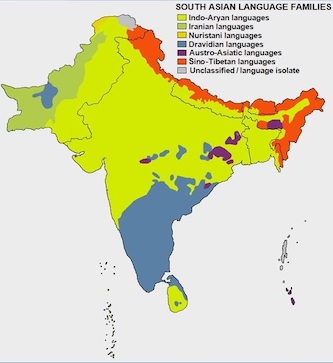 SOUTH ASIAN LANGUAGE FAMILIES
Indo-Aryan languages
Iranian languages
Nuristani languages
Dravidian languages
Austro-Asiatic languages
Sino-Tibetan languages
Unclassified / language isolate